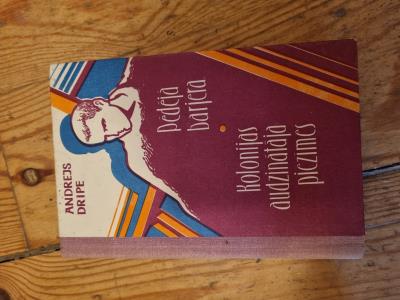 ANDREJS
DRIPE
Pēdējā
barjera
Kolonijas
audzinātāja
piezīmes